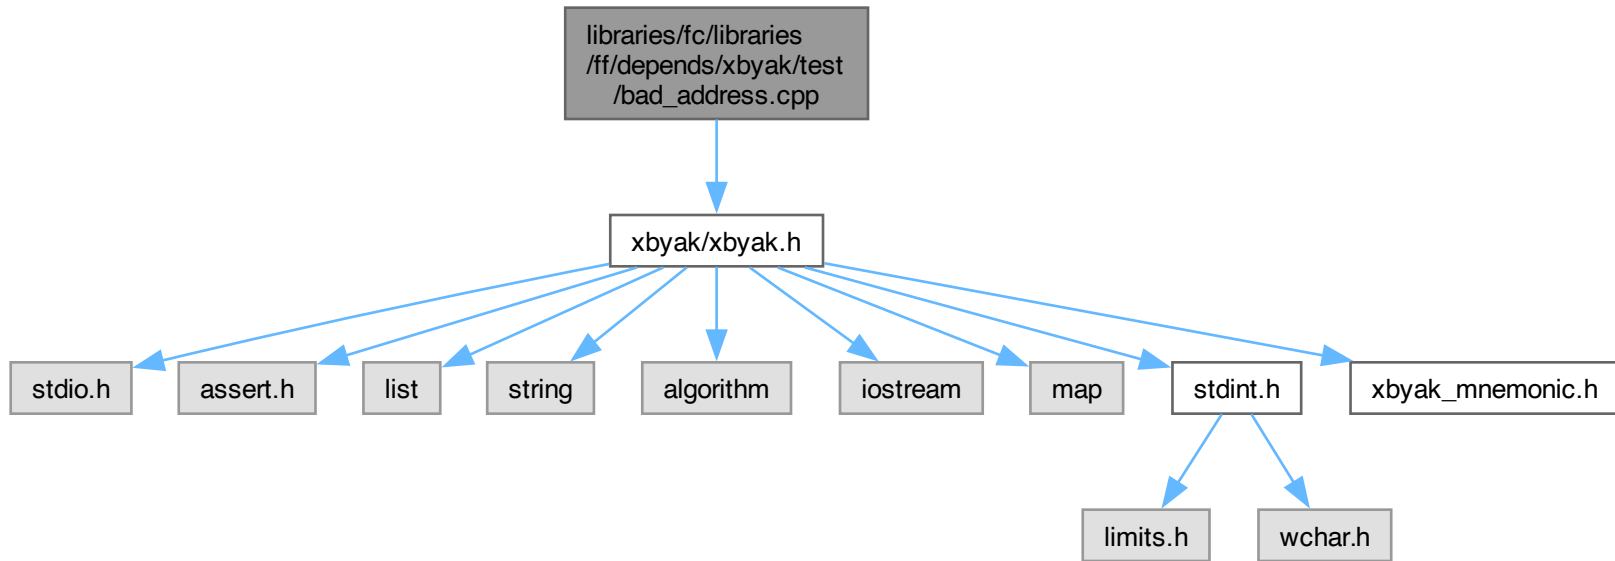 libraries/fc/libraries
/ff/depends/xbyak/test
/bad_address.cpp
xbyak/xbyak.h
stdio.h
assert.h
list
string
algorithm
iostream
map
stdint.h
xbyak_mnemonic.h
limits.h
wchar.h